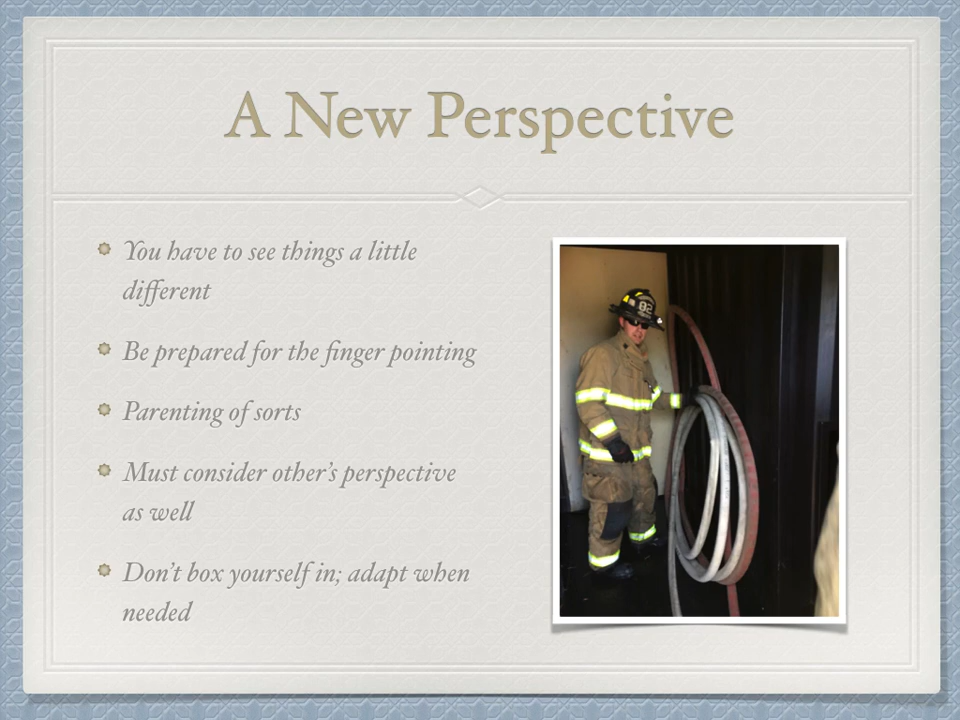 A New Perspective
You have to see things a little
different
Be prepared for the finger pointing
Parenting of sorts
Must consider other's perspective
as well
Don't box yourself in; adapt when
needed
82